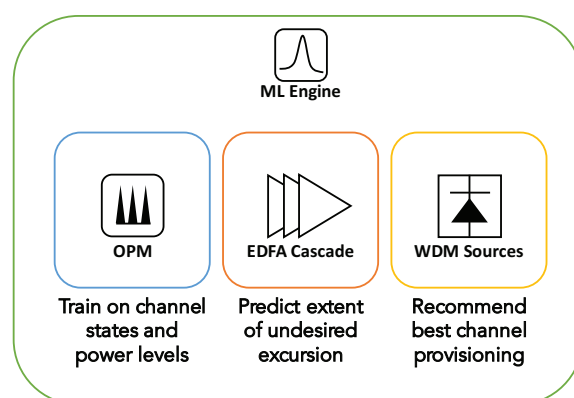 ML Engine
OPM
EDFA Cascade
WDM Sources
Train on channel
states and
power levels
Predict extent
of undesired
excursion
Recommend
best channel
provisioning